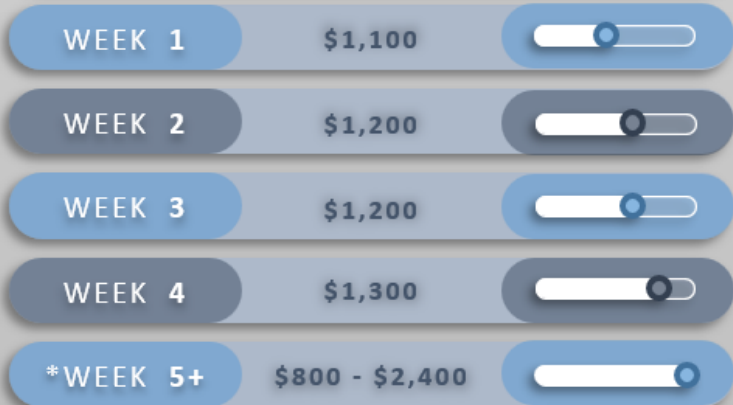 WEEK 1 $1,100
WEEK 2 $1,200
WEEK 3 $1,200
WEEK 4 $1,300
*WEEK 5+ $800 - $2,400